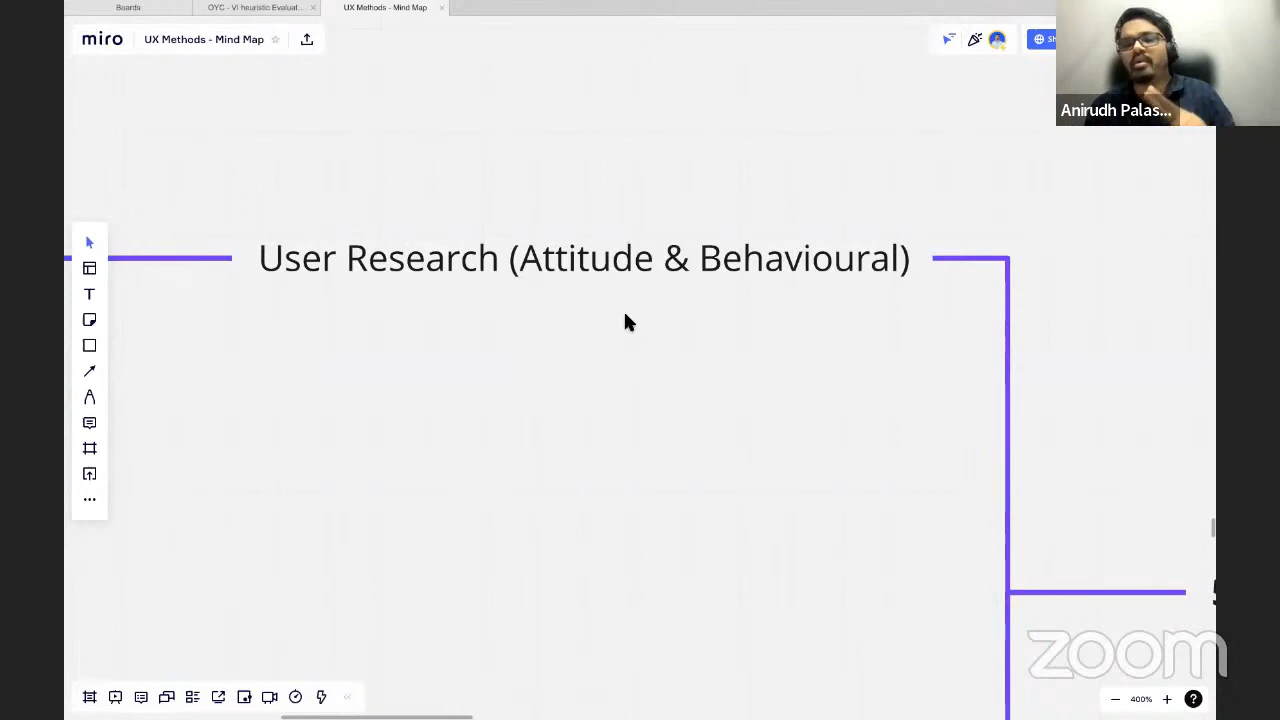 Boards
OYC - VI heuristic Evaluat...
UX Methods - Mind Map
miro
UX Methods - Mind Map
Anirudh Palas...
User Research (Attitude & Behavioural)
zoom
400%